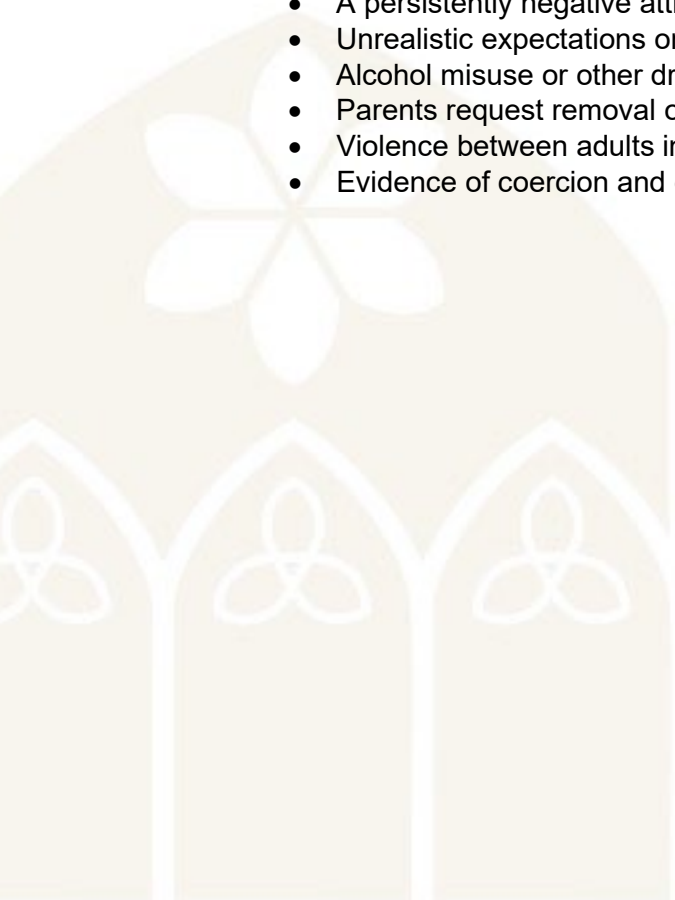 • A persistently negative
• Unrealistic expectations
• Alcohol misuse or other
• Parents request removal
• Violence between adults
• Evidence of coercion and